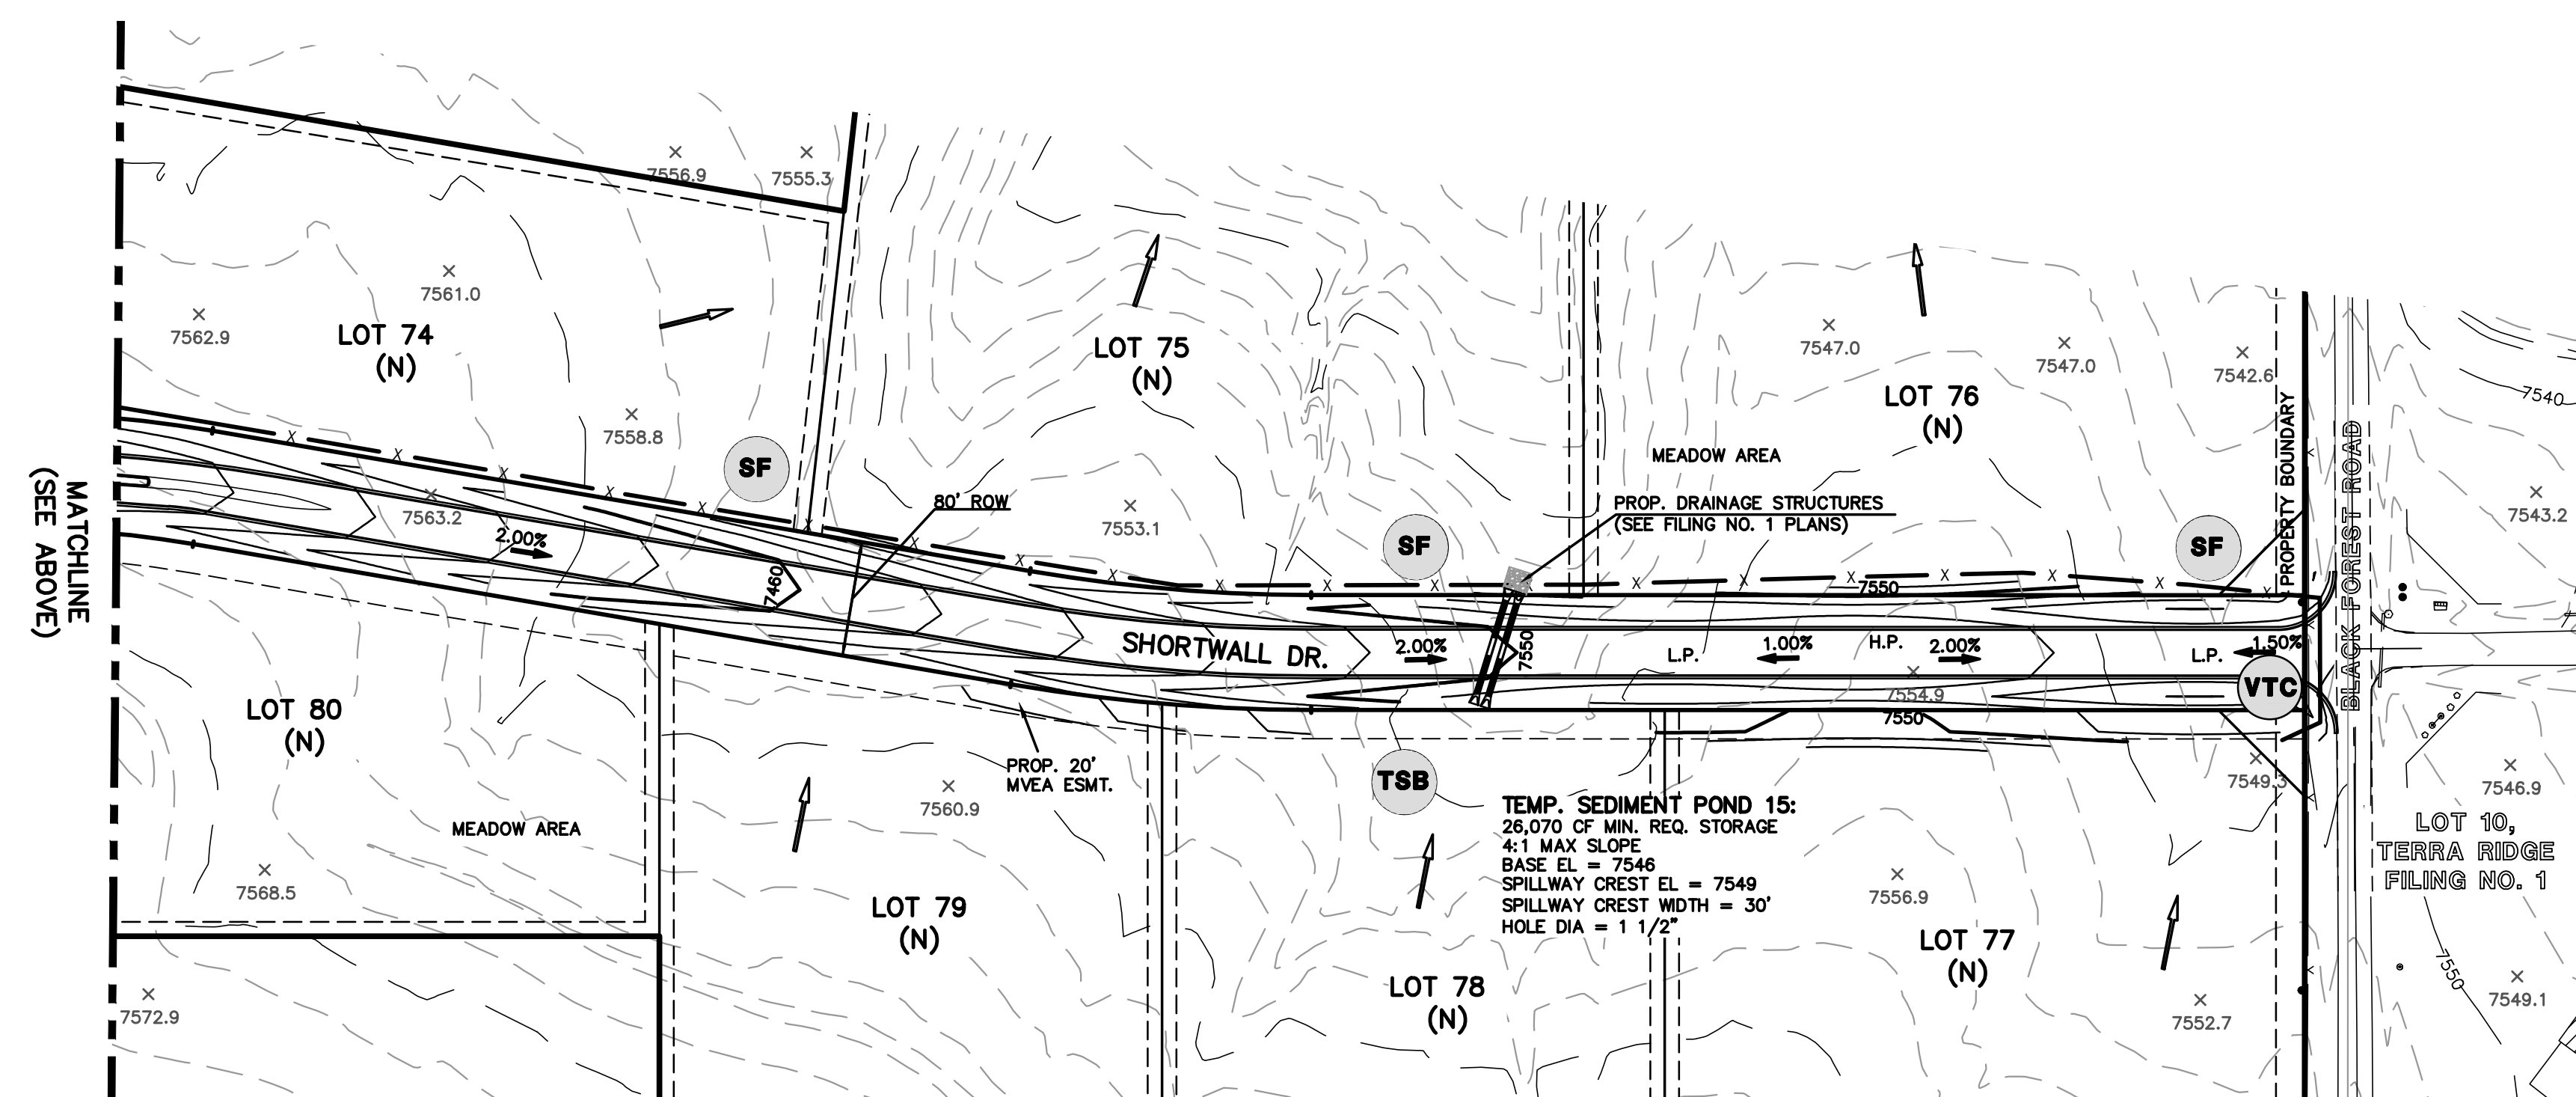 7556.9
7555.3
7561.0
7562.9
LOT 74
(N)
7558.8
SF
LOT 75
(N)
7553.1
80' ROW
7547.0
7547.0
7542.6
LOT 76
(N)
MEADOW AREA
PROP. DRAINAGE STRUCTURES
(SEE FILING NO. 1 PLANS)
SF
SF
PROPERTY BOUNDARY
BLACK FOREST ROAD
7540
7543.2
MATCHLINE
(SEE ABOVE)
7563.2
2.00%
7460
SHORTWALL DR.
2.00%
7550
7550
L.P.
1.00%
H.P.
2.00%
7554.9
L.P.
1.50%
VTC
7550
LOT 80
(N)
MEADOW AREA
7568.5
7572.9
PROP. 20'
MVEA ESMT.
7560.9
LOT 79
(N)
TSB
TEMP. SEDIMENT POND 15:
26,070 CF MIN. REQ. STORAGE
4:1 MAX SLOPE
BASE EL = 7546
SPILLWAY CREST EL = 7549
SPILLWAY CREST WIDTH = 30'
HOLE DIA = 1 1/2"
LOT 78
(N)
7556.9
LOT 77
(N)
7552.7
7549.3
7546.9
LOT 10,
TERRA RIDGE
FILING NO. 1
7550
7549.1